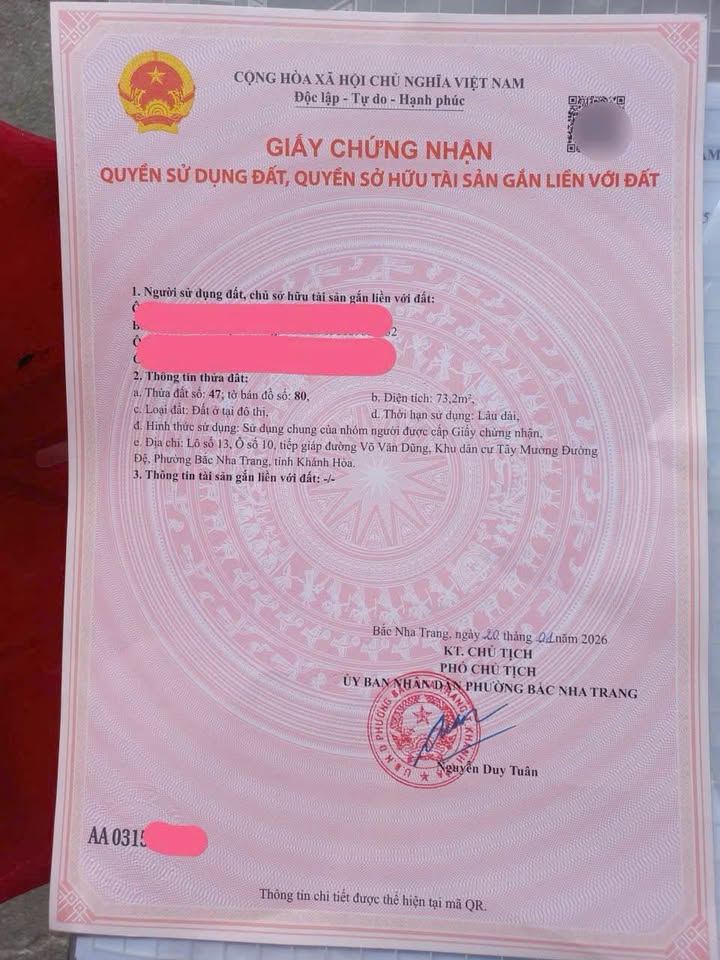 CỘNG HÒA XÃ HỘI CHỦ NGHĨA VIỆT NAM
Độc lập - Tự do - Hạnh phúc
GIẤY CHỨNG NHẬN
QUYỀN SỬ DỤNG ĐẤT, QUYỀN SỞ HỮU TÀI SẢN GẮN LIỀN VỚI ĐẤT
1. Người sử dụng đất, chủ sở hữu tài sản gắn liền với đất:
2. Thông tin thửa đất:
a. Thửa đất số: 47; tờ bản đồ số: 80,
b. Diện tích: 73,2m²,
c. Loại đất: Đất ở tại đô thị,
d. Thời hạn sử dụng: Lâu dài,
đ. Hình thức sử dụng: Sử dụng chung của nhóm người được cấp Giấy chứng nhận,
e. Địa chỉ: Lô số 13, Ô số 10, tiếp giáp đường Võ Văn Dũng, Khu dân cư Tây Mương Đường
Đệ, Phường Bắc Nha Trang, tỉnh Khánh Hòa.
3. Thông tin tài sản gắn liền với đất: -/-
Bắc Nha Trang, ngày 20 tháng 01 năm 2026
KT. CHỦ TỊCH
PHÓ CHỦ TỊCH
ỦY BAN NHÂN DÂN PHƯỜNG BẮC NHA TRANG
Nguyễn Duy Tuân
AA 0315
Thông tin chi tiết được thể hiện tại mã QR.